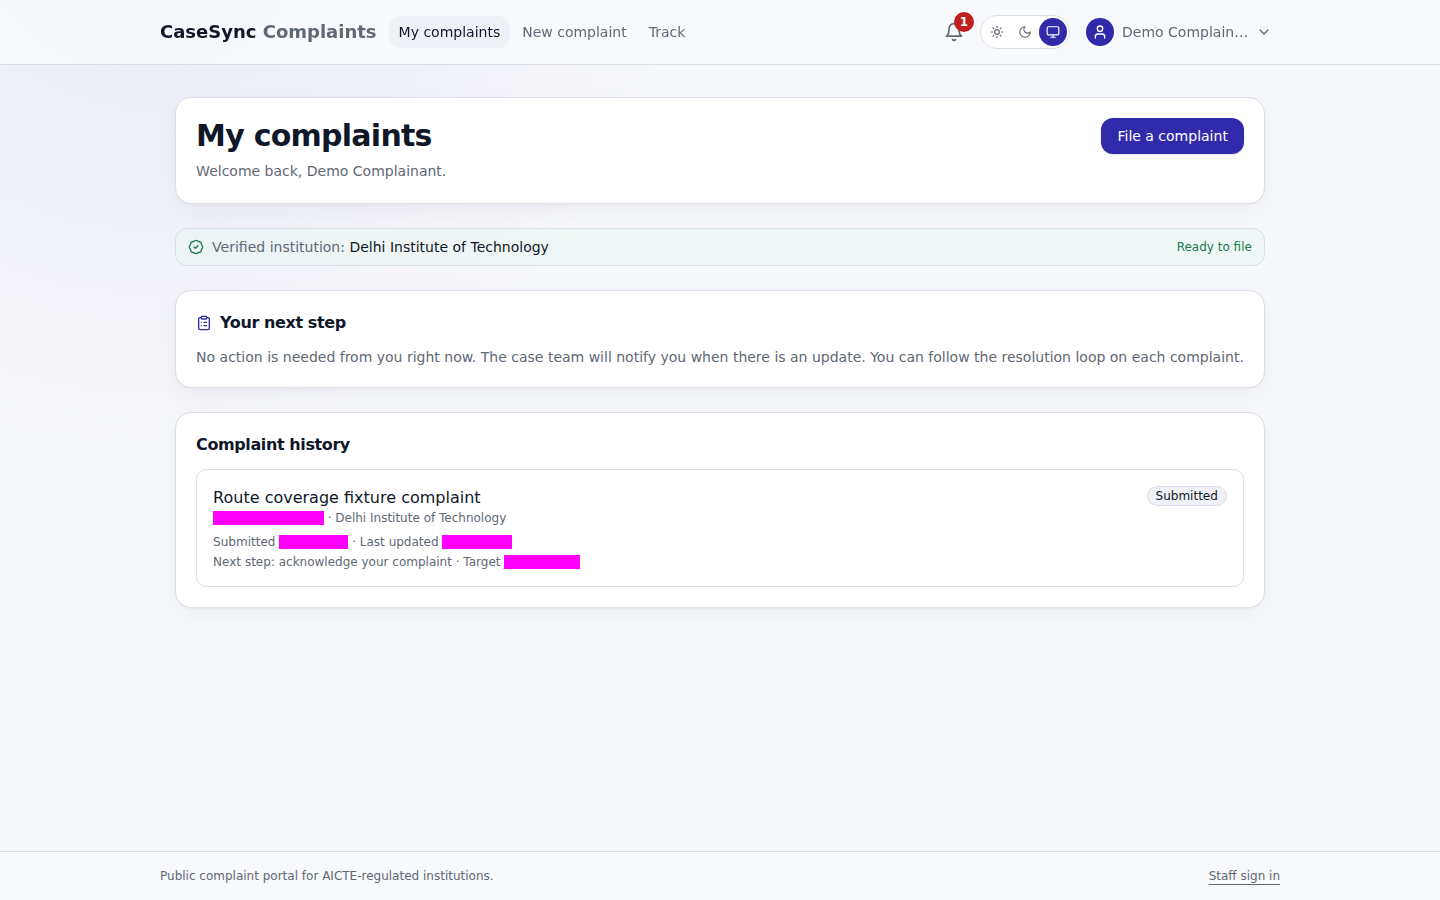 CaseSync Complaints My complaints New complaint Track 1 Demo Complain...
My complaints
File a complaint
Welcome back, Demo Complainant.
Verified institution: Delhi Institute of Technology Ready to file
Your next step
No action is needed from you right now. The case team will notify you when there is an update. You can follow the resolution loop on each complaint.
Complaint history
Route coverage fixture complaint Submitted
· Delhi Institute of Technology
Submitted · Last updated
Next step: acknowledge your complaint · Target
Public complaint portal for AICTE-regulated institutions. Staff sign in